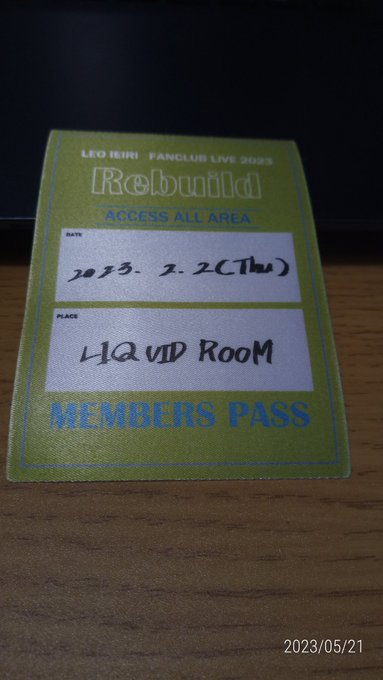 LEO IEIRI FANCLUB LIVE 2023
Rebuild
ACCESS ALL AREA
DATE
2023. 2. 2(Thu)
PLACE
LIQUID ROOM
MEMBERS PASS
2023/05/21